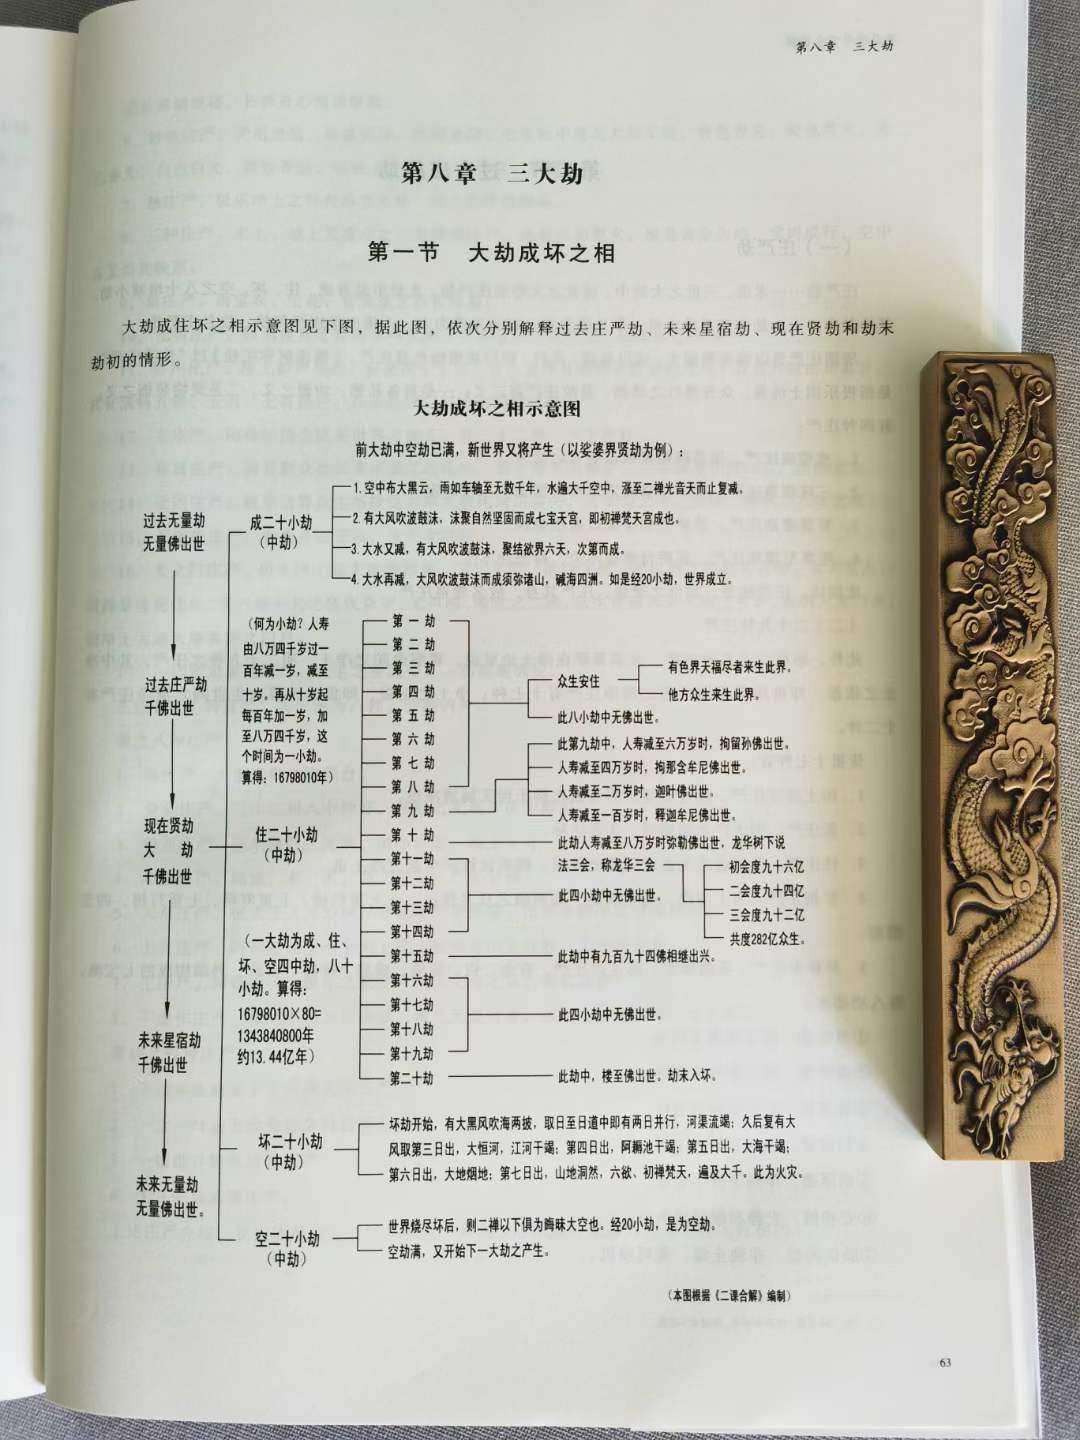 第八章 三大劫
第八章 三大劫
第一节 大劫成坏之相
大劫成住坏之相示意图见下图，据此图，依次分别解释过去庄严劫、未来星宿劫、现在贤劫和劫末
劫初的情形。
大劫成坏之相示意图
前大劫中空劫已满，新世界又将产生（以娑婆界贤劫为例）：
过去无量劫
无量佛出世
过去庄严劫
千佛出世
现在贤劫
大 劫
千佛出世
未来星宿劫
千佛出世
未来无量劫
无量佛出世。
成二十小劫
（中劫）
1. 空中布大黑云，雨如车轴至无数千年，水遍大千空中，涨至二禅光音天而止复减。
2. 有大风吹波鼓沫，沫聚自然坚固而成七宝天宫，即初禅梵天宫成也。
3. 大水又减，有大风吹波鼓沫，聚结欲界六天，次第而成。
4. 大水再减，大风吹波鼓沫而成须弥诸山，碱海四洲。如是经20小劫，世界成立。
（何为小劫？人寿
由八万四千岁过一
百年减一岁，减至
十岁，再从十岁起
每百年加一岁，加
至八万四千岁，这
个时间为一小劫。
算得：16798010年）
住二十小劫
（中劫）
（一大劫为成、住、
坏、空四中劫，八十
小劫。算得：
16798010×80=
1343840800年
约13.44亿年）
第一劫
第二劫
第三劫
第四劫
第五劫
第六劫
第七劫
第八劫
第九劫
第十劫
第十一劫
第十二劫
第十三劫
第十四劫
第十五劫
第十六劫
第十七劫
第十八劫
第十九劫
第二十劫
众生安住
有色界天福尽者来生此界。
他方众生来生此界。
此八小劫中无佛出世。
此第九劫中，人寿减至六万岁时，拘留孙佛出世。
人寿减至四万岁时，拘那含牟尼佛出世。
人寿减至二万岁时，迦叶佛出世。
人寿减至一百岁时，释迦牟尼佛出世。
此劫人寿减至八万岁时弥勒佛出世，龙华树下说
法三会，称龙华三会
初会度九十六亿
二会度九十四亿
三会度九十二亿
共度282亿众生。
此四小劫中无佛出世。
此劫中有九百九十四佛相继出兴。
此四小劫中无佛出世。
此劫中，楼至佛出世。劫末入坏。
坏二十小劫
（中劫）
坏劫开始，有大黑风吹海两披，取日至日道中即有两日并行，河渠流竭；久后复有大
风取第三日出，大恒河，江河干竭；第四日出，阿耨池干竭；第五日出，大海干竭；
第六日出，大地烟地；第七日出，山地洞然，六欲、初禅梵天，遍及大千。此为火灾。
空二十小劫
（中劫）
世界烧尽坏后，则二禅以下俱为晦昧大空也，经20小劫，是为空劫。
空劫满，又开始下一大劫之产生。
（本图根据《二课合解》编制）
63